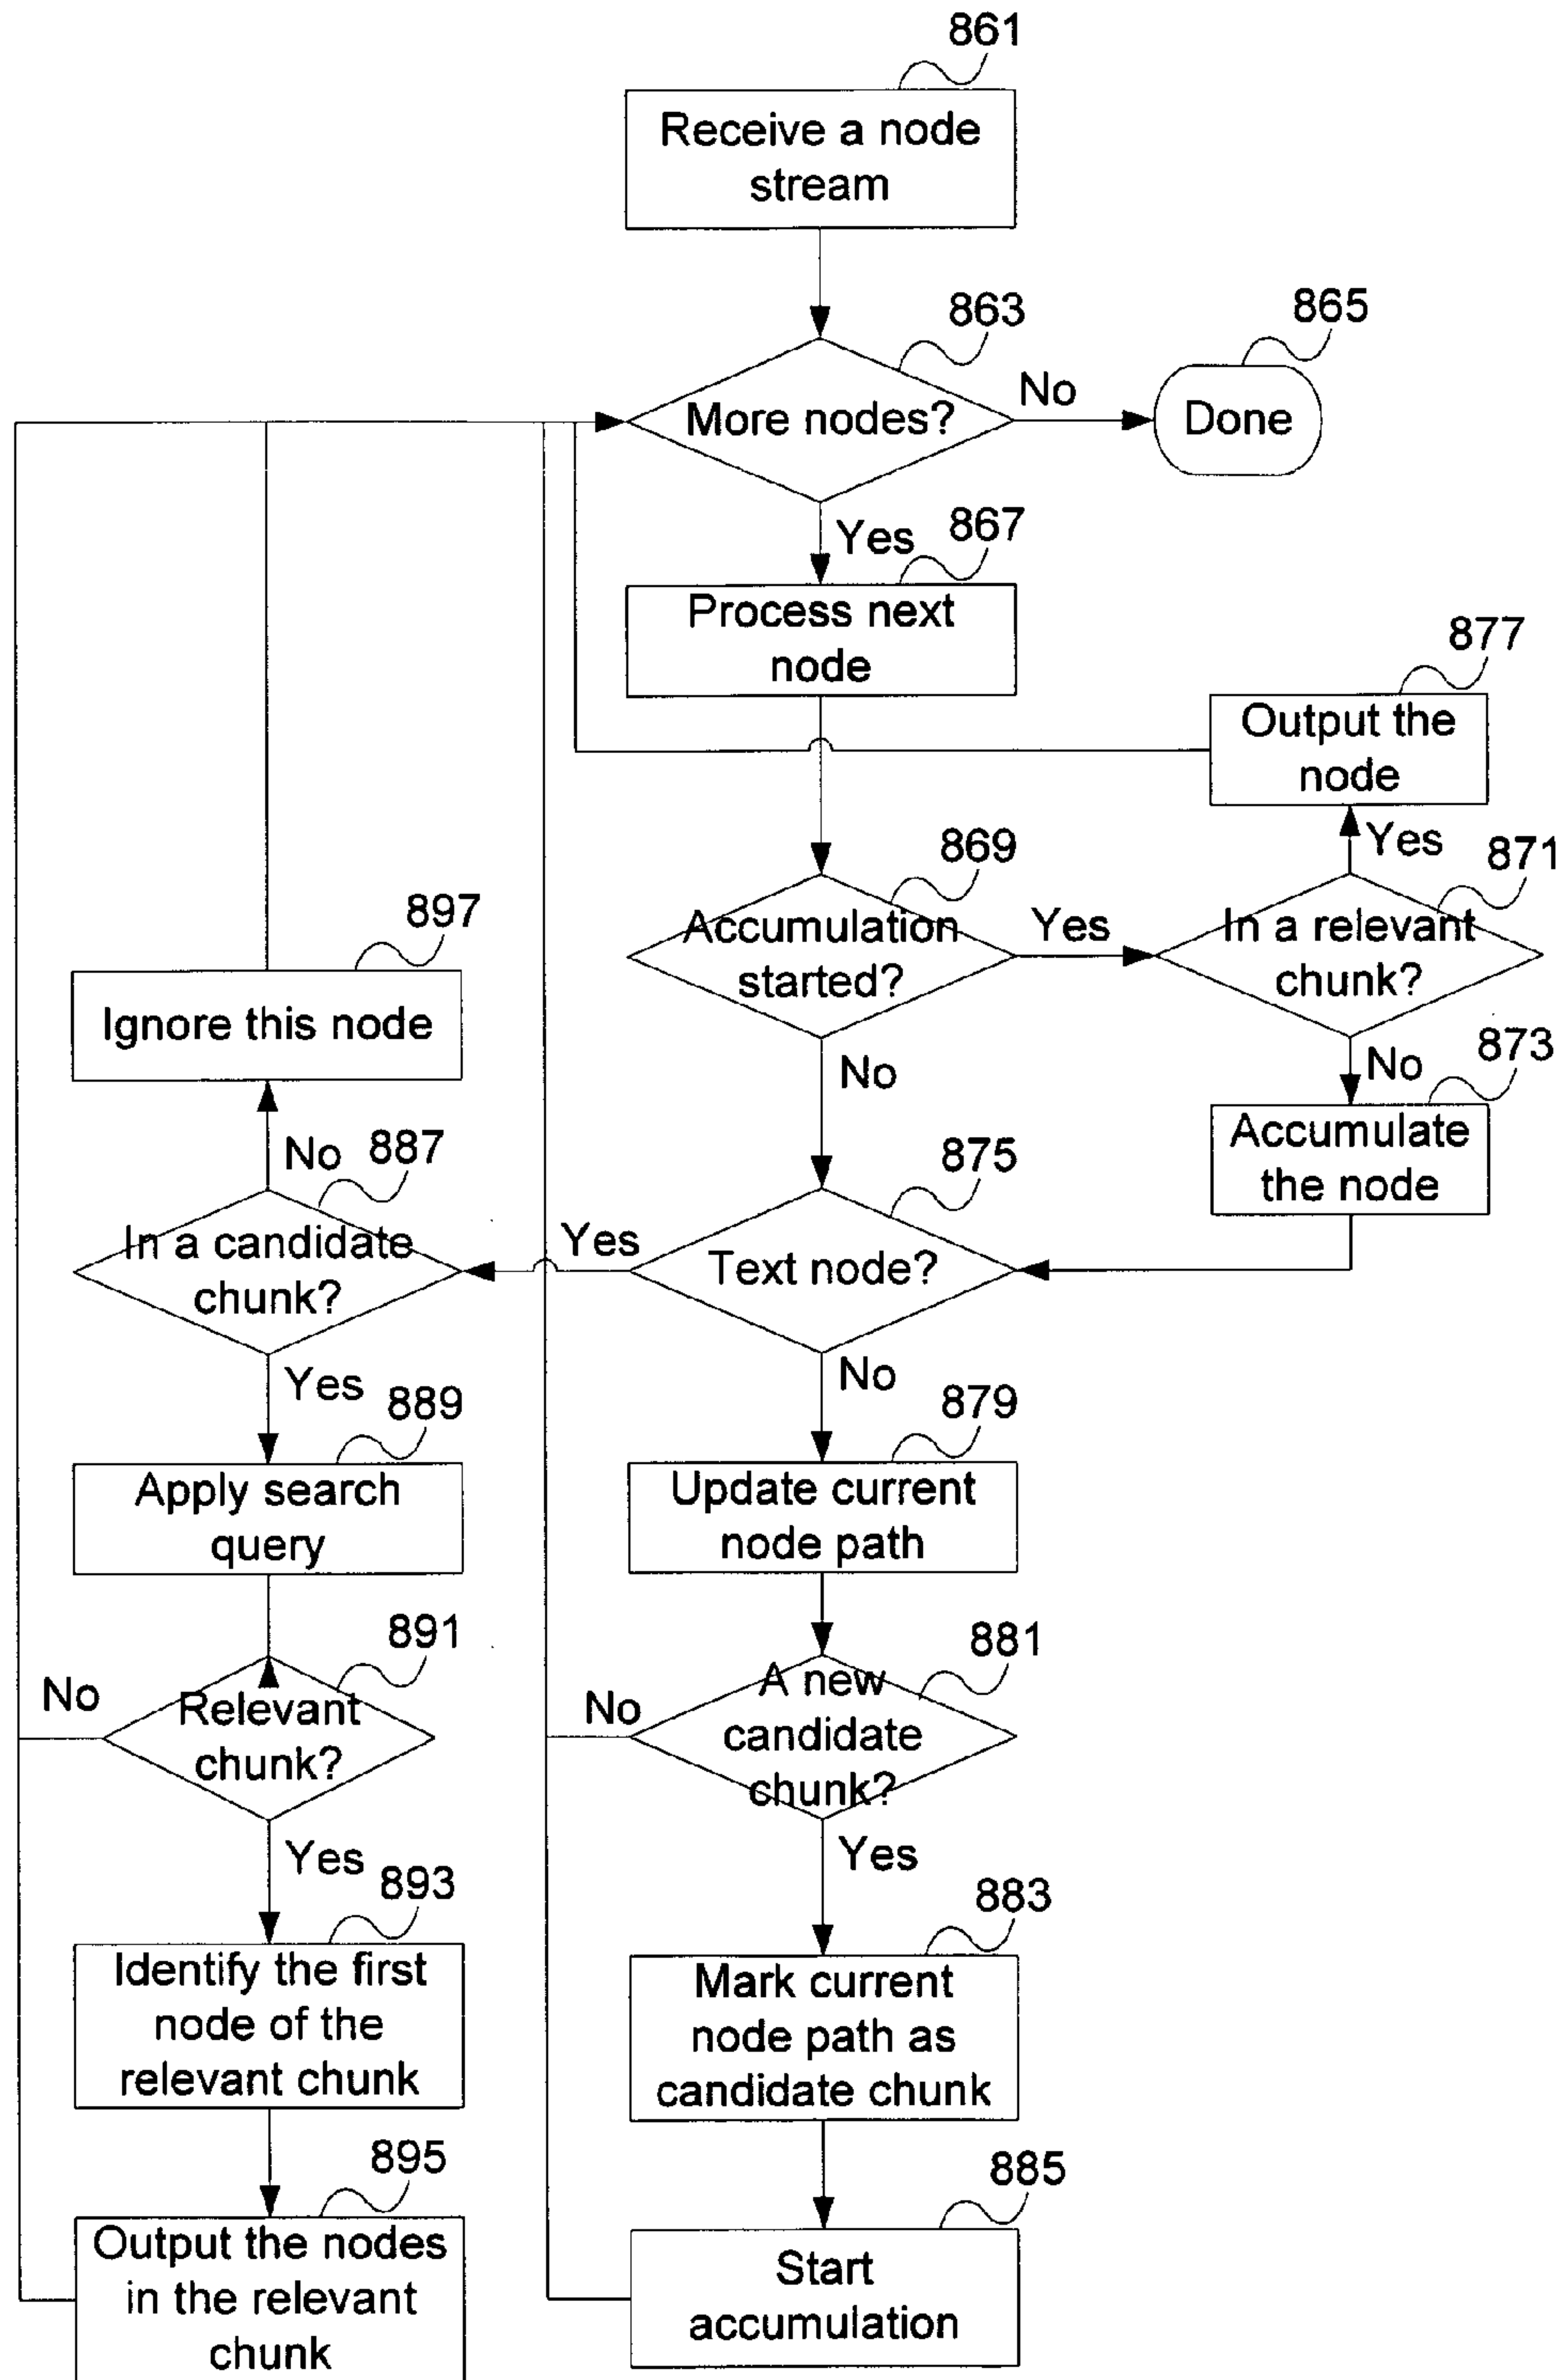 861
Receive a node
stream
863
865
More nodes?
No
Done
Yes
867
Process next
node
877
Output the
node
869
Yes
871
Accumulation
started?
Yes
In a relevant
chunk?
897
Ignore this node
No
No
873
Accumulate
the node
No
887
875
In a candidate
chunk?
Yes
Text node?
Yes
No
889
879
Apply search
query
Update current
node path
891
881
No
Relevant
chunk?
No
A new
candidate
chunk?
Yes
Yes
893
883
Identify the first
node of the
relevant chunk
Mark current
node path as
candidate chunk
895
885
Output the nodes
in the relevant
chunk
Start
accumulation